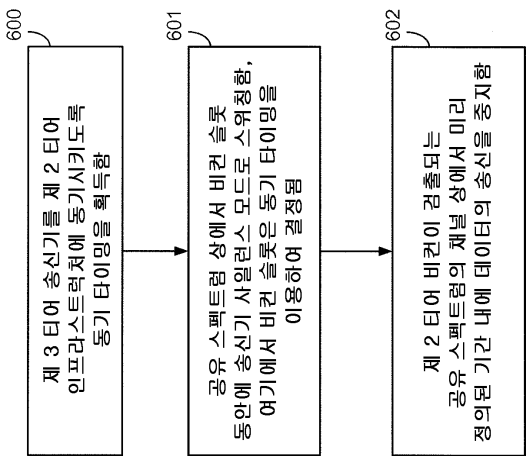 600
제 3 티어 송신기를 제 2 티어
인프라스트럭처에 동기시키도록
동기 타이밍을 획득함
601
공유 스펙트럼 상에서 비컨 슬롯
동안에 송신기 사일런스 모드로 스위칭함,
여기에서 비컨 슬롯은 동기 타이밍을
이용하여 결정됨
602
제 2 티어 비컨이 검출되는
공유 스펙트럼의 채널 상에서 미리
정의된 기간 내에 데이터의 송신을 중지함